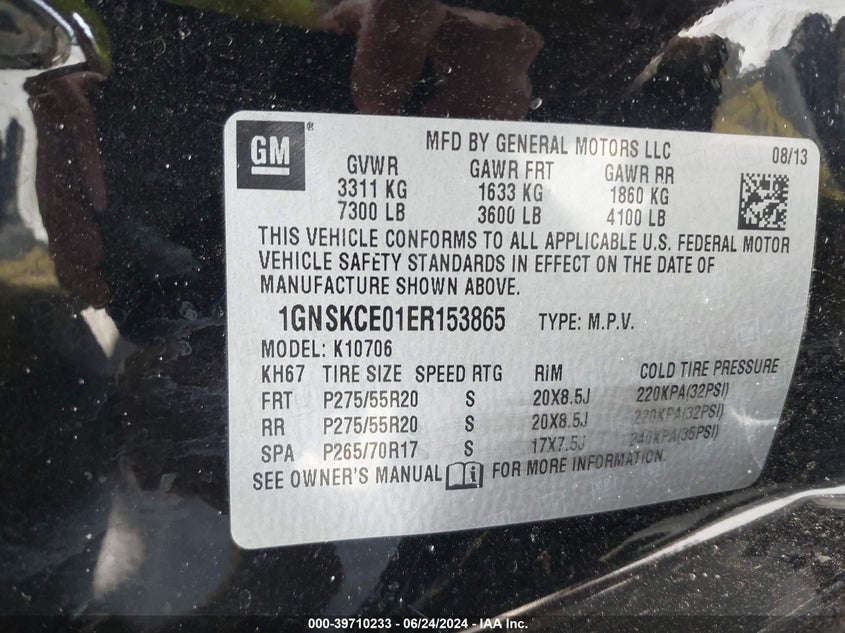 GM®
MFD BY GENERAL MOTORS LLC 08/13
GVWR GAWR FRT GAWR RR
3311 KG 1633 KG 1860 KG
7300 LB 3600 LB 4100 LB
THIS VEHICLE CONFORMS TO ALL APPLICABLE U.S. FEDERAL MOTOR
VEHICLE SAFETY STANDARDS IN EFFECT ON THE DATE OF
MANUFACTURE SHOWN ABOVE.
1GNSKCE01ER153865 TYPE: M.P.V.
MODEL: K10706
KH67 TIRE SIZE SPEED RTG RIM COLD TIRE PRESSURE
FRT P275/55R20 S 20X8.5J 220KPA(32PSI)
RR P275/55R20 S 20X8.5J 220KPA(32PSI)
SPA P265/70R17 S 17X7.5J 240KPA(35PSI)
SEE OWNER'S MANUAL FOR MORE INFORMATION.
000-39710233 - 06/24/2024 - IAA Inc.